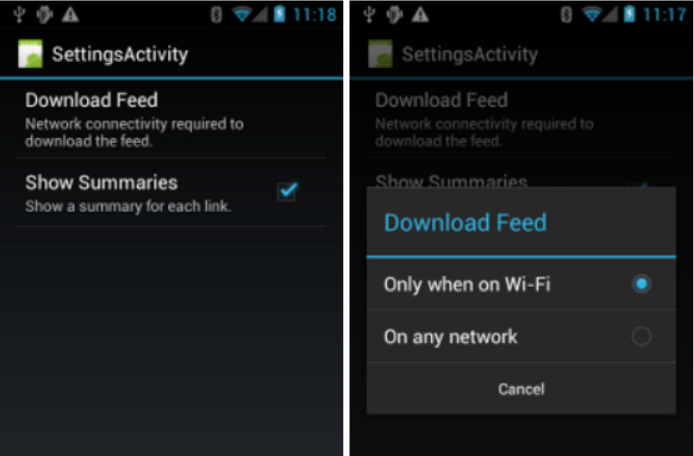 11:18
SettingsActivity
Download Feed
Network connectivity required to
download the feed.
Show Summaries
Show a summary for each link.
11:17
SettingsActivity
Download Feed
Network connectivity required to
download the feed.
Show Summaries
Download Feed
Only when on Wi-Fi
On any network
Cancel